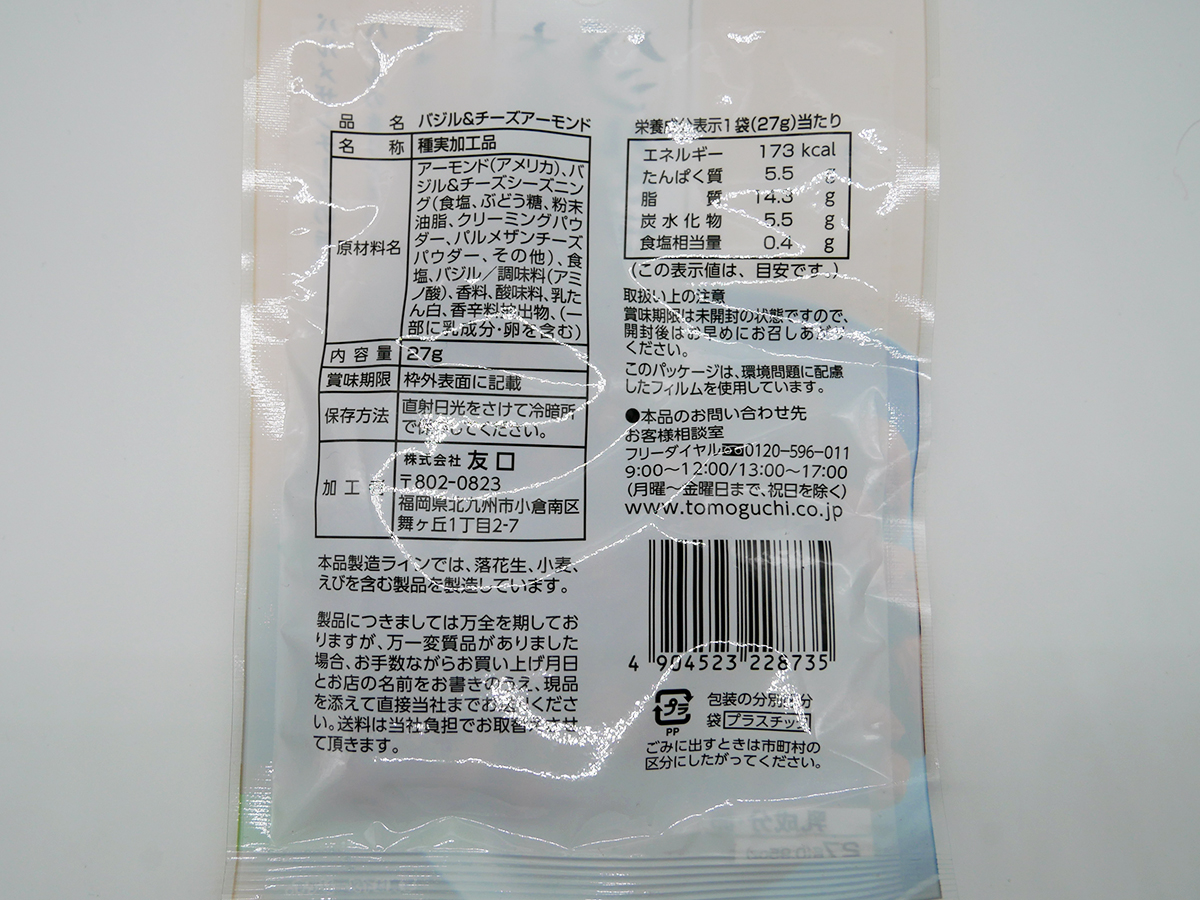 品名 バジル&チーズアーモンド
名称 種実加工品
原材料名
アーモンド(アメリカ)、バ
ジル&チーズシーズニン
グ(食塩、ぶどう糖、粉末
油脂、クリーミングパウ
ダー、パルメザンチーズ
パウダー、その他)、食
塩、バジル／調味料(アミ
ノ酸)、香料、酸味料、乳た
ん白、香辛料抽出物、(一
部に乳成分・卵を含む)
内容量 27g
賞味期限 枠外表面に記載
保存方法
直射日光をさけて冷暗所
で保存してください。
加工者
株式会社 友口
〒802-0823
福岡県北九州市小倉南区
舞ヶ丘1丁目2-7
本品製造ラインでは、落花生、小麦、
えびを含む製品を製造しています。
製品につきましては万全を期してお
りますが、万一変質品がありました
場合、お手数ながらお買い上げ月日
とお店の名前をお書きのうえ、現品
を添えて直接当社までお送りくださ
い。送料は当社負担でお取替えさせ
て頂きます。
栄養成分表示1袋(27g)当たり
エネルギー 173 kcal
たんぱく質 5.5 g
脂質 14.3 g
炭水化物 5.5 g
食塩相当量 0.4 g
(この表示値は、目安です。)
取扱い上の注意
賞味期限は未開封の状態ですので、
開封後はお早めにお召しあがり
ください。
このパッケージは、環境問題に配慮
したフィルムを使用しています。
●本品のお問い合わせ先
お客様相談室
フリーダイヤル 0120-596-011
9:00～12:00/13:00～17:00
(月曜～金曜日まで、祝日を除く)
www.tomoguchi.co.jp
4 904523 228735
プラ
PP
包装の分別区分
袋 プラスチック
ごみに出すときは市町村の
区分にしたがってください。